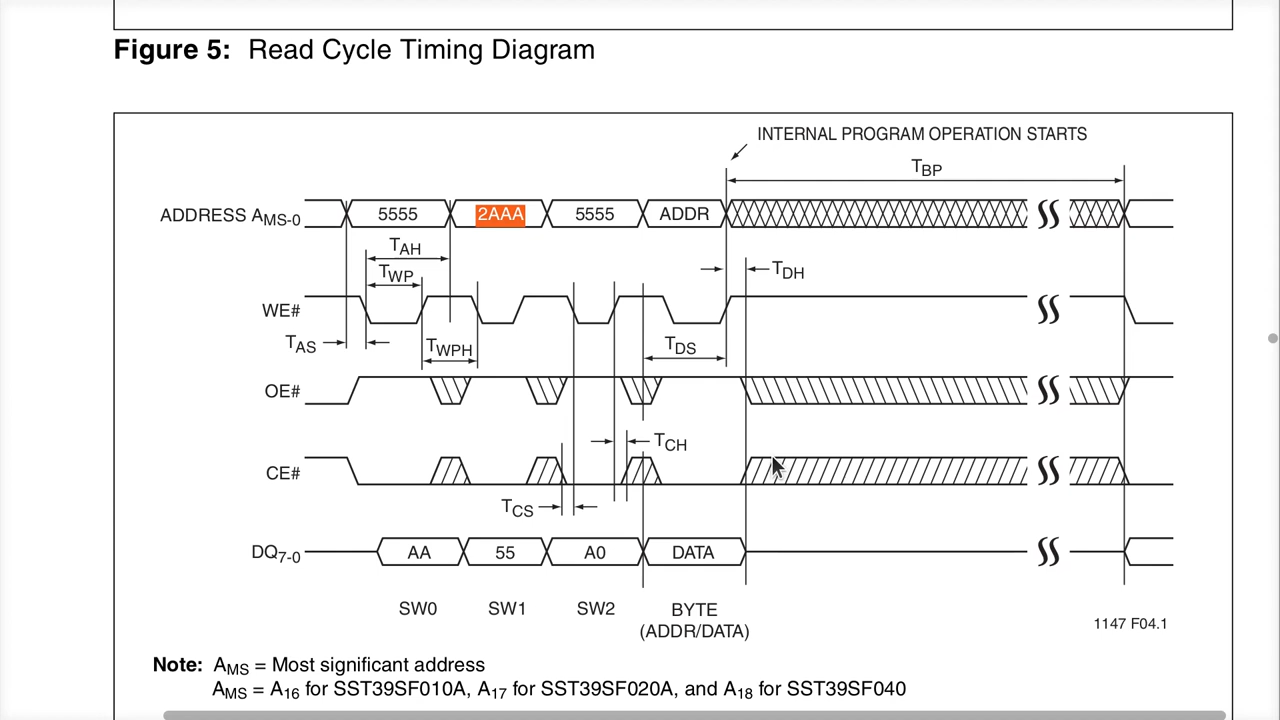 Figure 5: Read Cycle Timing Diagram
INTERNAL PROGRAM OPERATION STARTS
TBP
ADDRESS AMS-0
5555
2AAA
5555
ADDR
TAH
TWP
TDH
WE#
TAS
TWPH
TDS
OE#
TCH
CE#
TCS
DQ7-0
AA
55
A0
DATA
SW0
SW1
SW2
BYTE
(ADDR/DATA)
1147 F04.1
Note: AMS = Most significant address
AMS = A16 for SST39SF010A, A17 for SST39SF020A, and A18 for SST39SF040